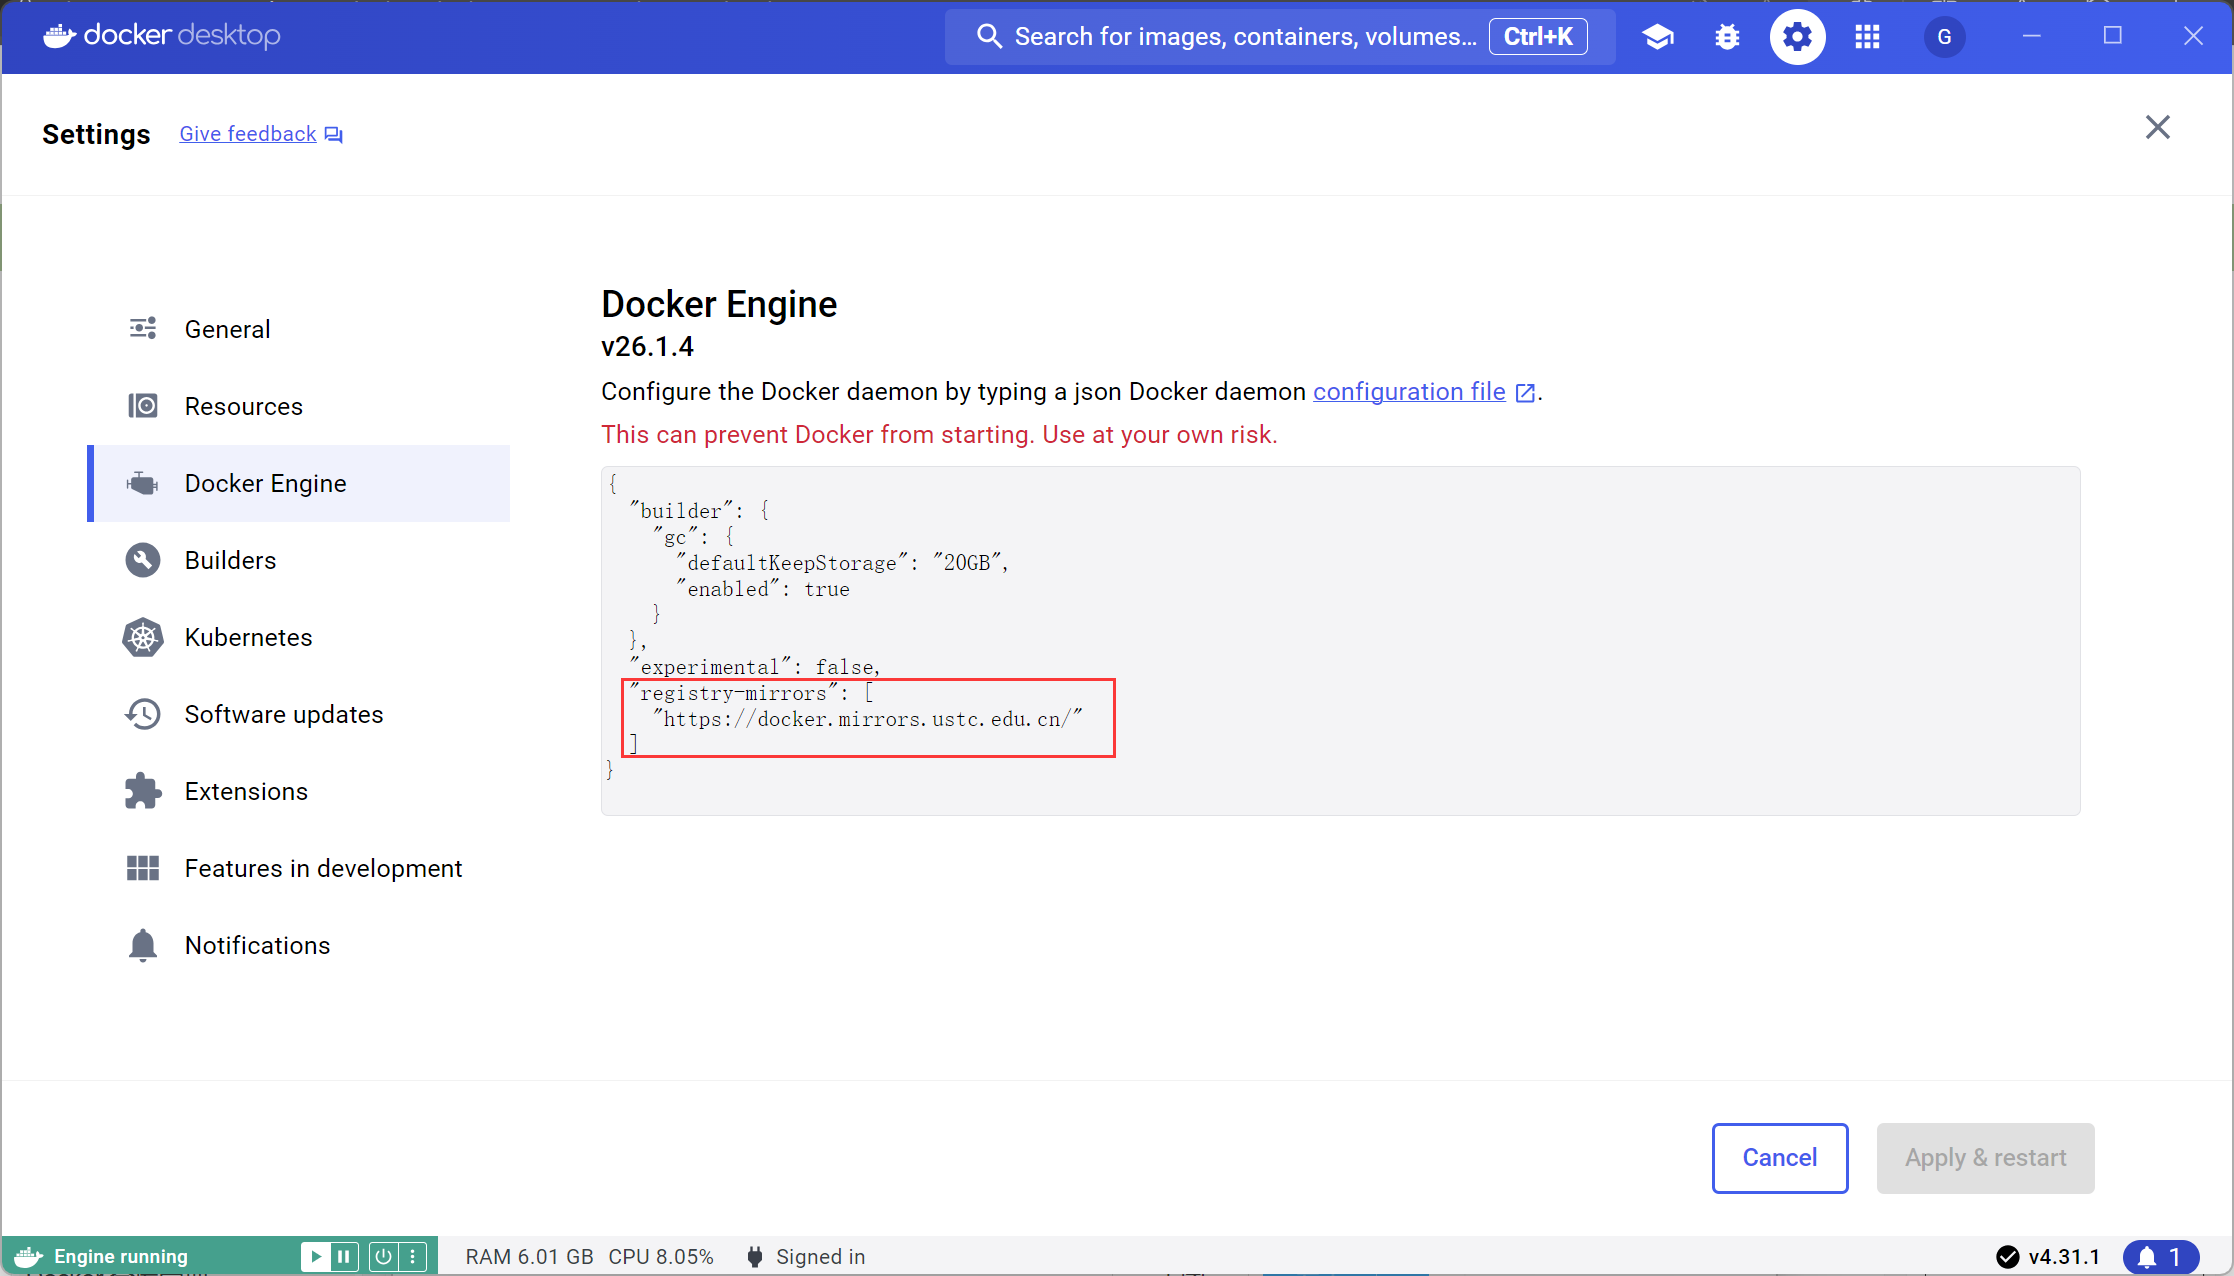 docker desktop
Search for images, containers, volumes... Ctrl+K
G
Settings
Give feedback
General
Resources
Docker Engine
Builders
Kubernetes
Software updates
Extensions
Features in development
Notifications
Docker Engine
v26.1.4
Configure the Docker daemon by typing a json Docker daemon configuration file.
This can prevent Docker from starting. Use at your own risk.
{
"builder": {
"gc": {
"defaultKeepStorage": "20GB",
"enabled": true
}
},
"experimental": false,
"registry-mirrors": [
"https://docker.mirrors.ustc.edu.cn/"
]
}
Cancel
Apply & restart
Engine running
RAM 6.01 GB CPU 8.05%
Signed in
v4.31.1
1